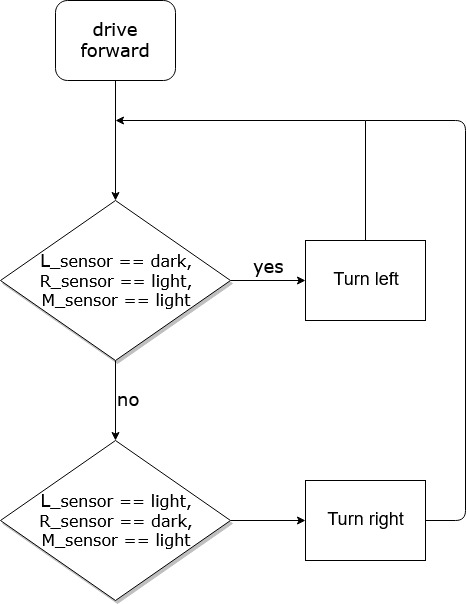 drive
forward
L_sensor == dark,
R_sensor == light,
M_sensor == light
yes
Turn left
no
L_sensor == light,
R_sensor == dark,
M_sensor == light
Turn right